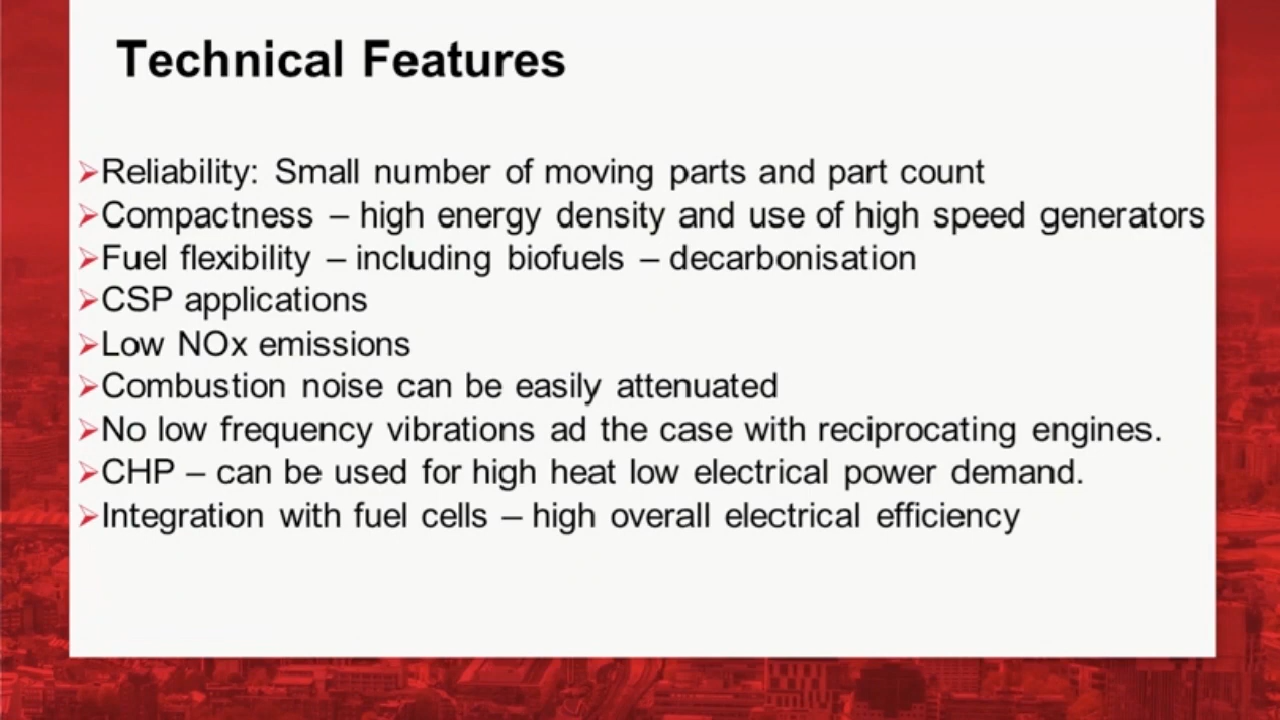 Technical Features
➢Reliability: Small number of moving parts and part count
➢Compactness – high energy density and use of high speed generators
➢Fuel flexibility – including biofuels – decarbonisation
➢CSP applications
➢Low NOx emissions
➢Combustion noise can be easily attenuated
➢No low frequency vibrations ad the case with reciprocating engines.
➢CHP – can be used for high heat low electrical power demand.
➢Integration with fuel cells – high overall electrical efficiency